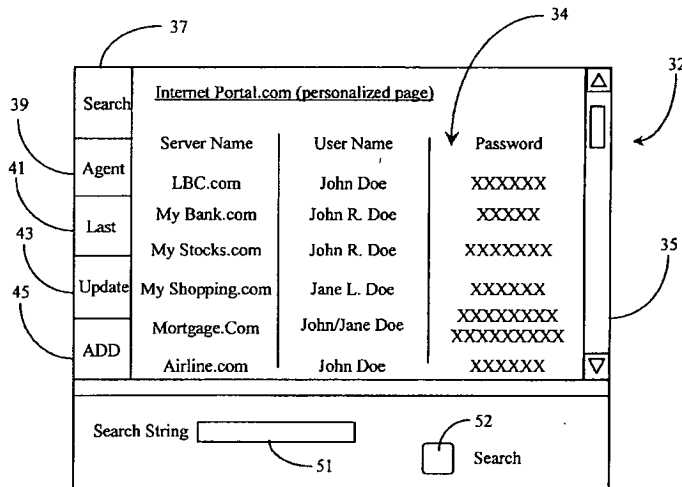 37
34
32
Internet Portal.com (personalized page)
Search
39
Server Name User Name Password
Agent
LBC.com John Doe XXXXXX
41
Last
My Bank.com John R. Doe XXXXX
43
My Stocks.com John R. Doe XXXXXXX
35
Update
My Shopping.com Jane L. Doe XXXXXX
45
Mortgage.Com John/Jane Doe XXXXXXXX
XXXXXXXXX
ADD
Airline.com John Doe XXXXXX
Search String
51
52
Search